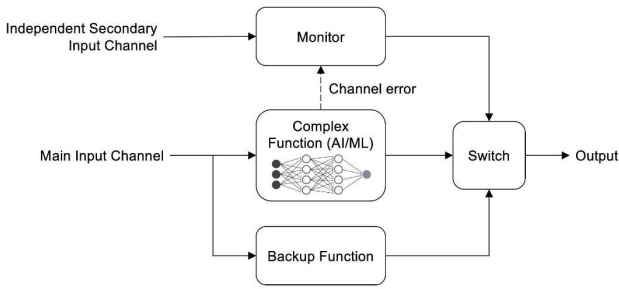 Independent Secondary
Input Channel
Monitor
Channel error
Complex
Function (AI/ML)
Main Input Channel
Switch
Output
Backup Function